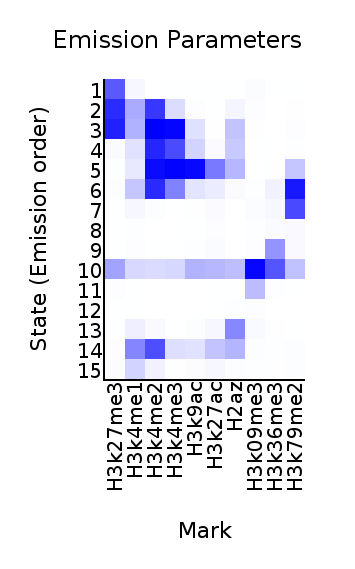 Emission Parameters
State (Emission order)
1
2
3
4
5
6
7
8
9
10
11
12
13
14
15
H3k27me3
H3k4me1
H3k4me2
H3k4me3
H3k9ac
H3k27ac
H2az
H3k09me3
H3k36me3
H3k79me2
Mark